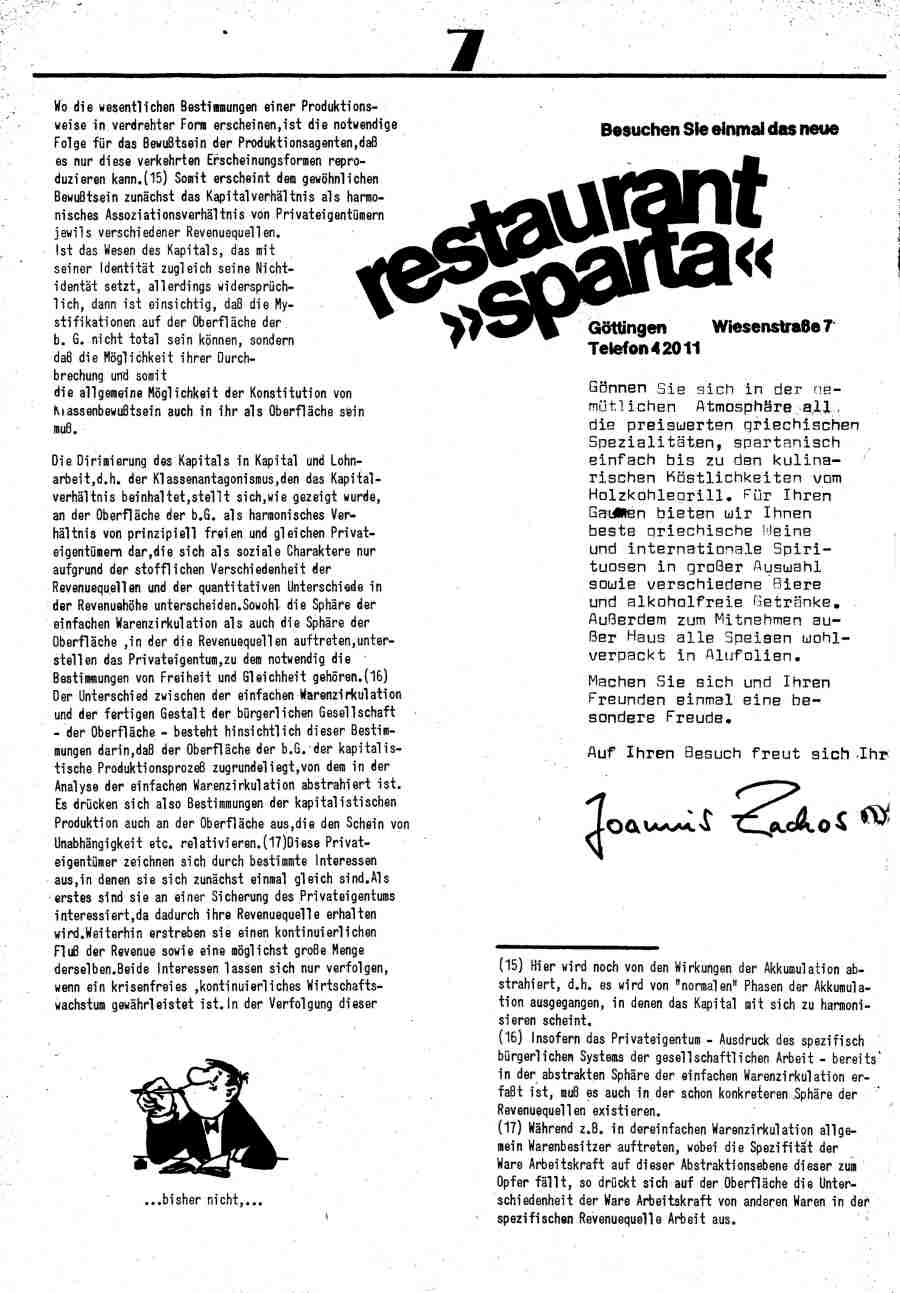 7
Wo die wesentlichen Bestimmungen einer Produktions-
weise in verdrehter Form erscheinen,ist die notwendige
Folge für das Bewußtsein der Produktionsagenten,daß
es nur diese verkehrten Erscheinungsformen repro-
duzieren kann.(15) Somit erscheint dem gewöhnlichen
Bewußtsein zunächst das Kapitalverhältnis als harmo-
nisches Assoziationsverhältnis von Privateigentümern
jewils verschiedener Revenuequellen.
Ist das Wesen des Kapitals, das mit
seiner Identität zugleich seine Nicht-
identät setzt, allerdings widersprüch-
lich, dann ist einsichtig, daß die My-
stifikationen auf der Oberfläche der
b. G. nicht total sein können, sondern
daß die Möglichkeit ihrer Durch-
brechung und somit
die allgemeine Möglichkeit der Konstitution von
Klassenbewußtsein auch in ihr als Oberfläche sein
muß.
Die Dirimierung des Kapitals in Kapital und Lohn-
arbeit,d.h. der Klassenantagonismus,den das Kapital-
verhältnis beinhaltet,stellt sich,wie gezeigt wurde,
an der Oberfläche der b.G. als harmonisches Ver-
hältnis von prinzipiell freien und gleichen Privat-
eigentümern dar,die sich als soziale Charaktere nur
aufgrund der stofflichen Verschiedenheit der
Revenuequellen und der quantitativen Unterschiede in
der Revenuehöhe unterscheiden.Sowohl die Sphäre der
einfachen Warenzirkulation als auch die Sphäre der
Oberfläche ,in der die Revenuequellen auftreten,unter-
stellen das Privateigentum,zu dem notwendig die
Bestimmungen von Freiheit und Gleichheit gehören.(16)
Der Unterschied zwischen der einfachen Warenzirkulation
und der fertigen Gestalt der bürgerlichen Gesellschaft
- der Oberfläche - besteht hinsichtlich dieser Bestim-
mungen darin,daß der Oberfläche der b.G. der kapitalis-
tische Produktionsprozeß zugrundeliegt,von dem in der
Analyse der einfachen Warenzirkulation abstrahiert ist.
Es drücken sich also Bestimmungen der kapitalistischen
Produktion auch an der Oberfläche aus,die den Schein von
Unabhängigkeit etc. relativieren.(17)Diese Privat-
eigentümer zeichnen sich durch bestimmte Interessen
aus,in denen sie sich zunächst einmal gleich sind.Als
erstes sind sie an einer Sicherung des Privateigentums
interessiert,da dadurch ihre Revenuequelle erhalten
wird.Weiterhin erstreben sie einen kontinuierlichen
Fluß der Revenue sowie eine möglichst große Menge
derselben.Beide Interessen lassen sich nur verfolgen,
wenn ein krisenfreies ,kontinuierliches Wirtschafts-
wachstum gewährleistet ist.In der Verfolgung dieser
...bisher nicht,...
Besuchen Sie einmal das neue
restaurant
»sparta«
Göttingen Wiesenstraße 7
Telefon 4 20 11
Gönnen Sie sich in der ge-
mütlichen Atmosphäre all
die preiswerten griechischen
Spezialitäten, spartanisch
einfach bis zu den kulina-
rischen Köstlichkeiten vom
Holzkohlegrill. Für Ihren
Gaumen bieten wir Ihnen
beste griechische Weine
und internationale Spiri-
tuosen in großer Auswahl
sowie verschiedene Biere
und alkoholfreie Getränke.
Außerdem zum Mitnehmen au-
ßer Haus alle Speisen wohl-
verpackt in Alufolien.
Machen Sie sich und Ihren
Freunden einmal eine be-
sondere Freude.
Auf Ihren Besuch freut sich Ihr
Joannis Zachos
(15) Hier wird noch von den Wirkungen der Akkumulation ab-
strahiert, d.h. es wird von "normalen" Phasen der Akkumula-
tion ausgegangen, in denen das Kapital mit sich zu harmoni-
sieren scheint.
(16) Insofern das Privateigentum - Ausdruck des spezifisch
bürgerlichen Systems der gesellschaftlichen Arbeit - bereits
in der abstrakten Sphäre der einfachen Warenzirkulation er-
faßt ist, muß es auch in der schon konkreteren Sphäre der
Revenuequellen existieren.
(17) Während z.B. in dereinfachen Warenzirkulation allge-
mein Warenbesitzer auftreten, wobei die Spezifität der
Ware Arbeitskraft auf dieser Abstraktionsebene dieser zum
Opfer fällt, so drückt sich auf der Oberfläche die Unter-
schiedenheit der Ware Arbeitskraft von anderen Waren in der
spezifischen Revenuequelle Arbeit aus.